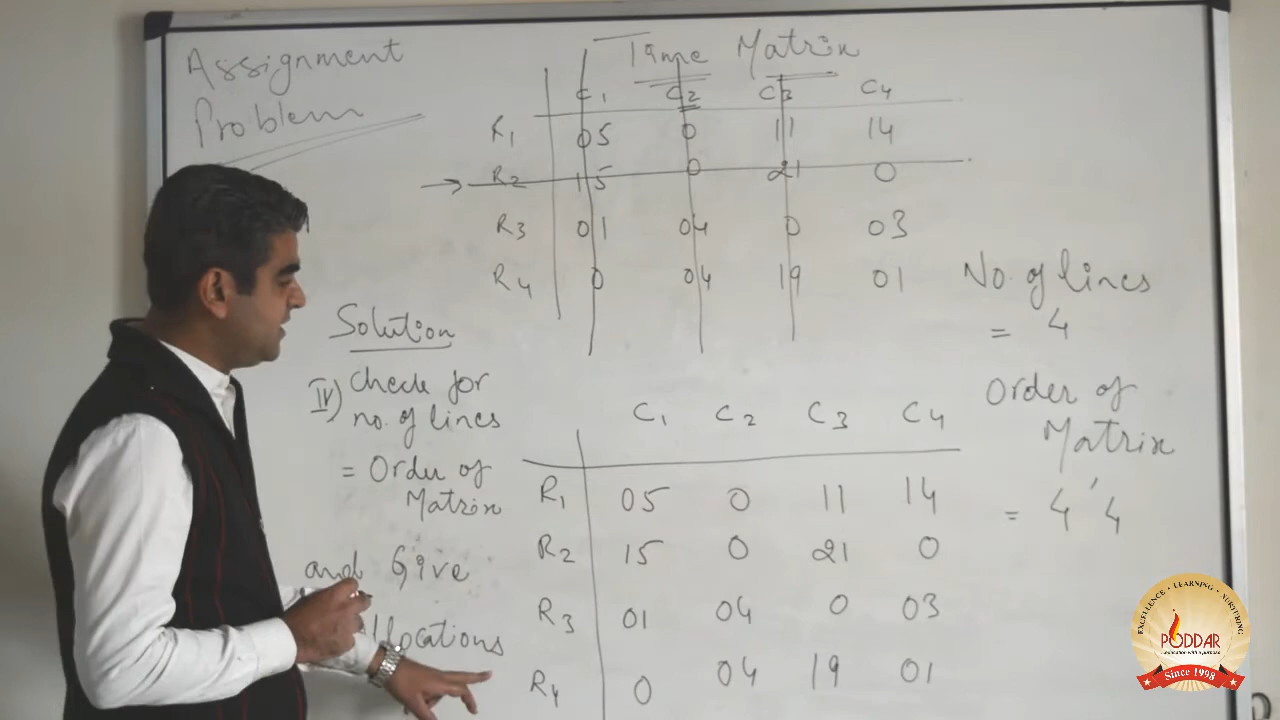 Assignment
Problem
Time Matrix
C1 C2 C3 C4
R1 05 0 11 14
R2 15 0 21 0
R3 01 04 0 03
R4 0 04 19 01
No. of lines
= 4
Order of
Matrix
= 4'4
Solution
IV) Check for
no. of lines
= Order of
Matrix
and Give
C1 C2 C3 C4
R1 05 0 11 14
R2 15 0 21 0
R3 01 04 0 03
R4 0 04 19 01
EXCELLENCE • LEARNING • NURTURING
PODDAR
Since 1998